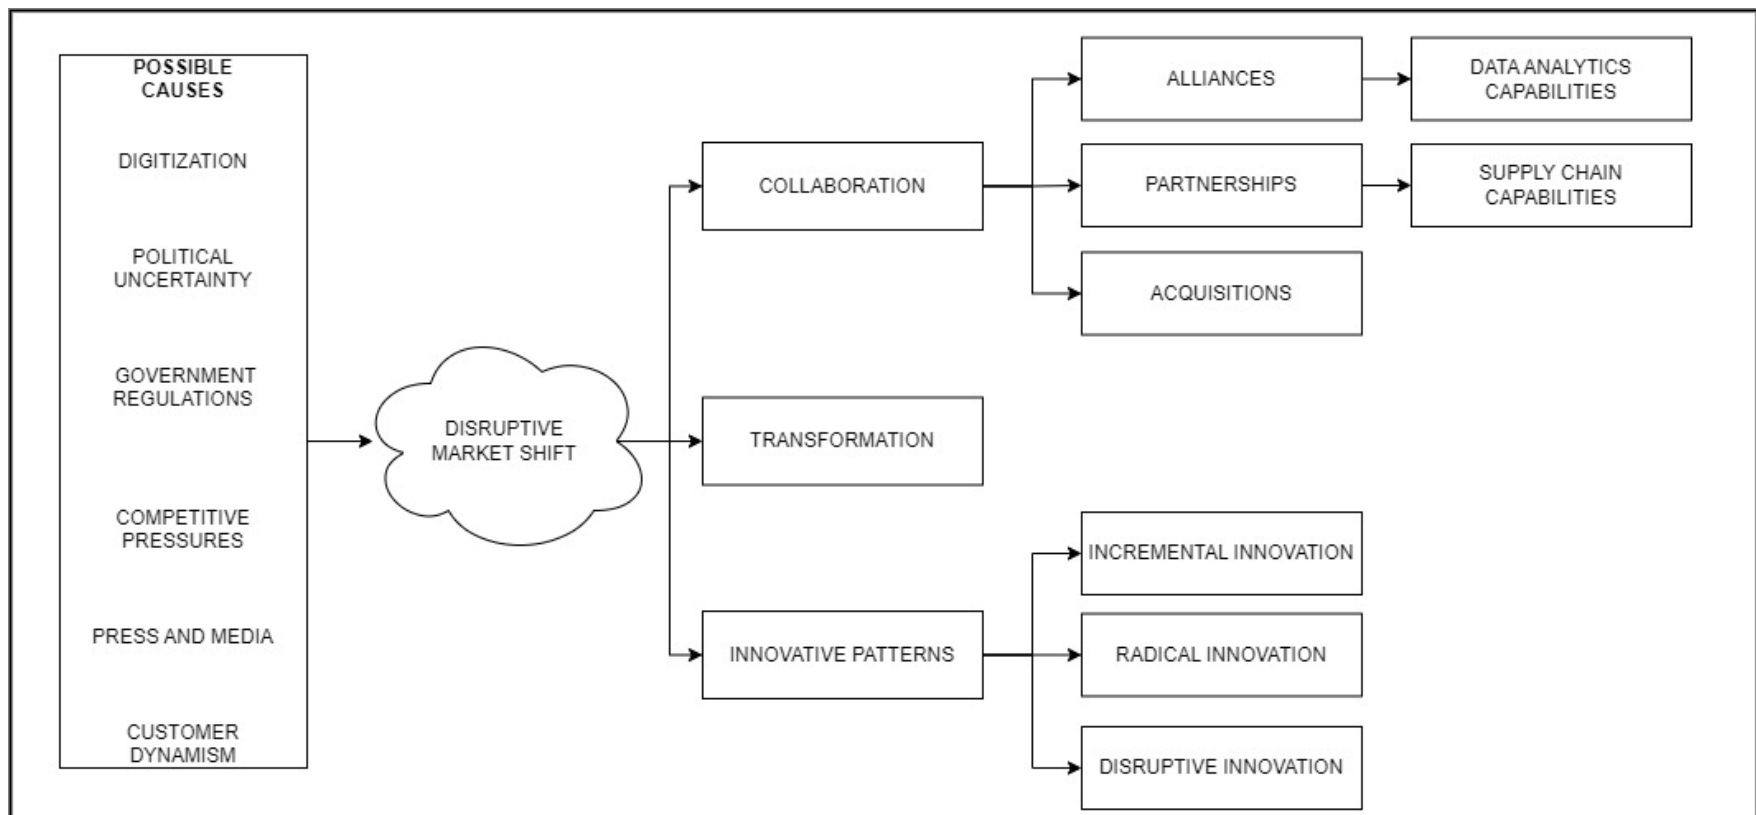 POSSIBLE
CAUSES
DIGITIZATION
POLITICAL
UNCERTAINTY
GOVERNMENT
REGULATIONS
COMPETITIVE
PRESSURES
PRESS AND MEDIA
CUSTOMER
DYNAMISM
DISRUPTIVE
MARKET SHIFT
COLLABORATION
TRANSFORMATION
INNOVATIVE PATTERNS
ALLIANCES
PARTNERSHIPS
ACQUISITIONS
INCREMENTAL INNOVATION
RADICAL INNOVATION
DISRUPTIVE INNOVATION
DATA ANALYTICS
CAPABILITIES
SUPPLY CHAIN
CAPABILITIES